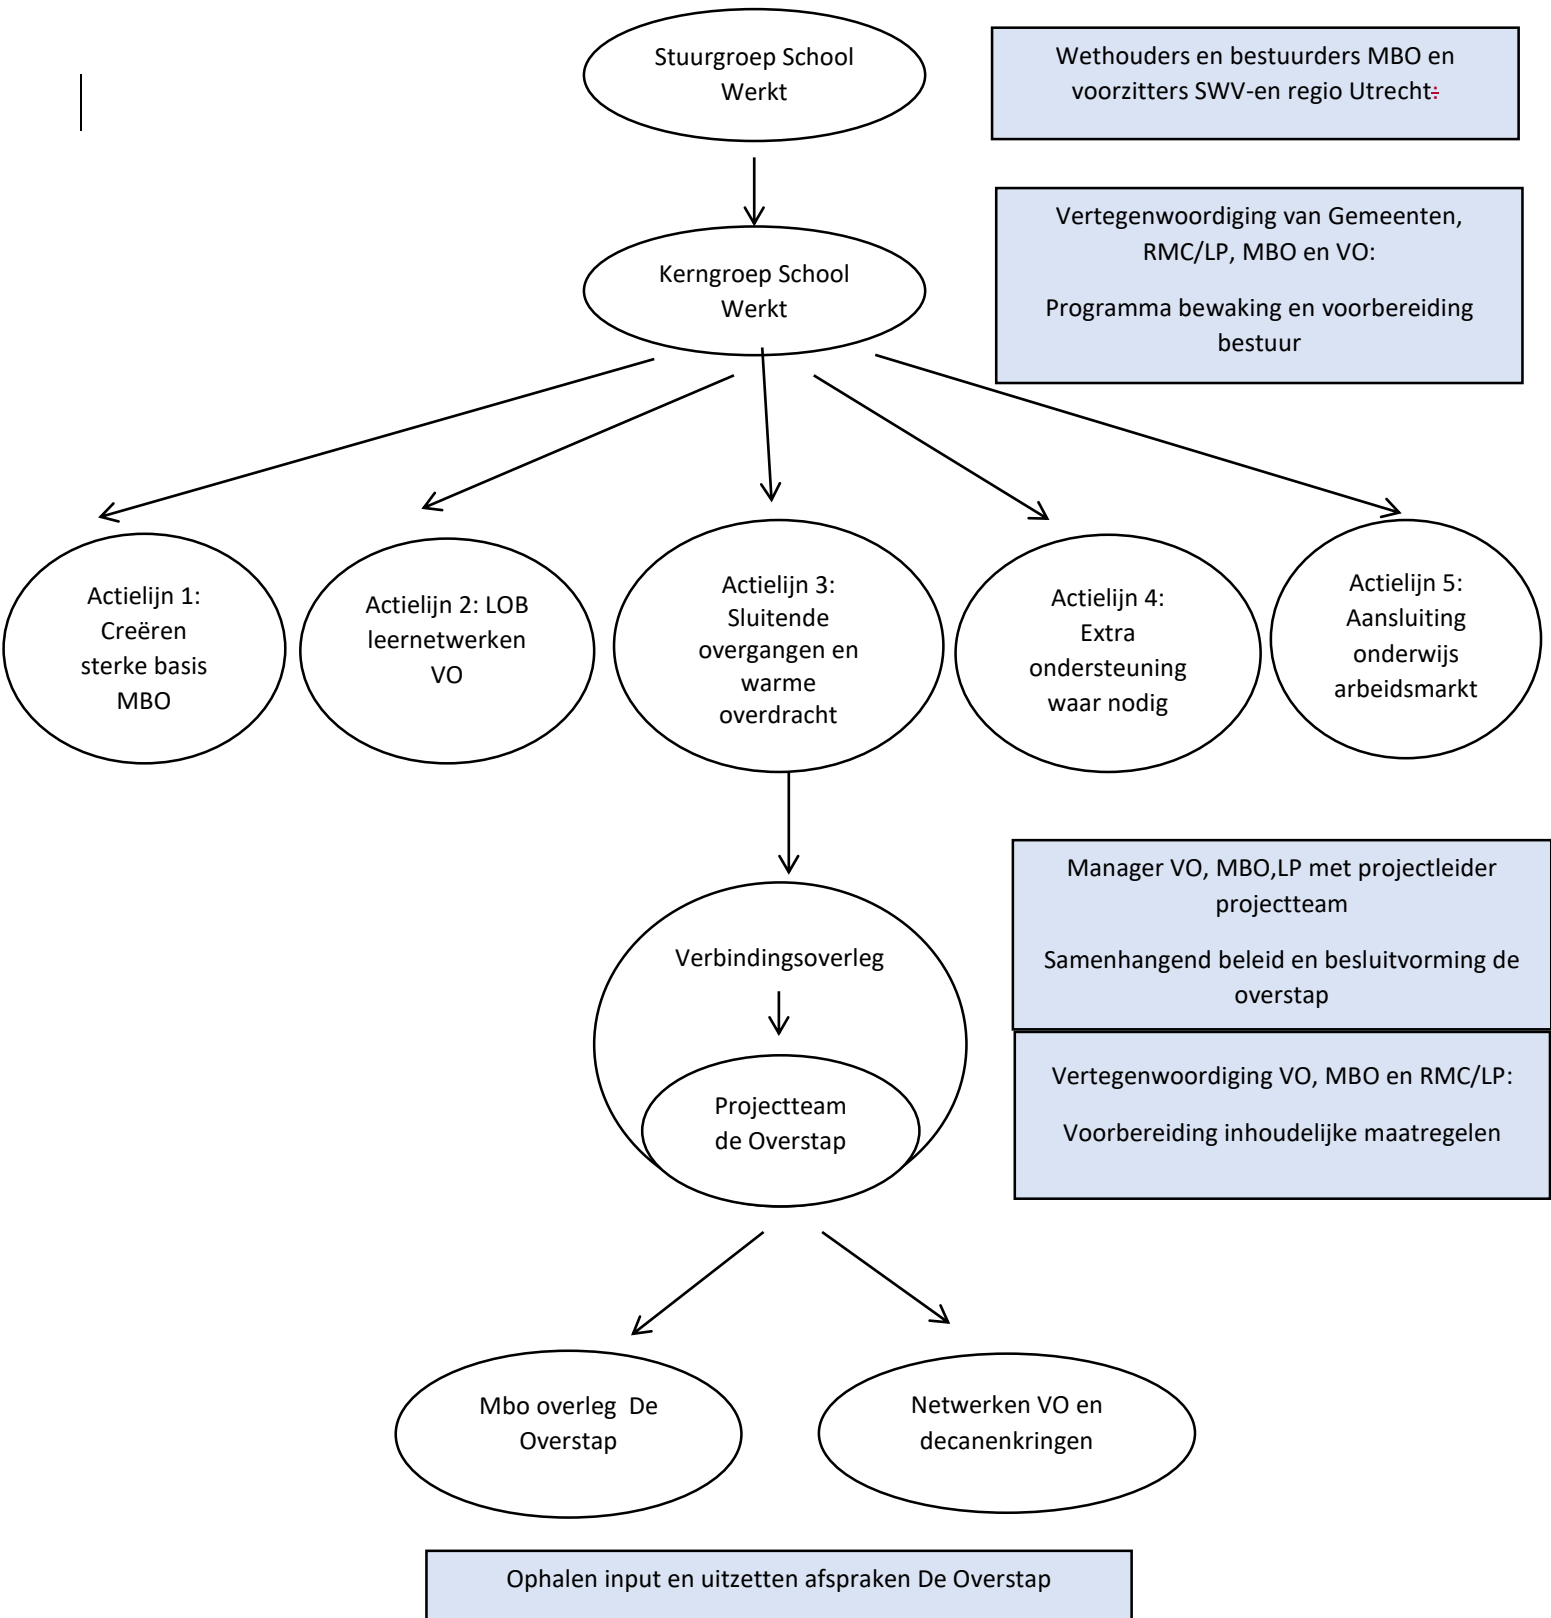 Stuurgroep School
Werkt
Wethouders en bestuurders MBO en
voorzitters SWV-en regio Utrecht:
Vertegenwoordiging van Gemeenten,
RMC/LP, MBO en VO:
Programma bewaking en voorbereiding
bestuur
Kerngroep School
Werkt
Actielijn 1:
Creëren
sterke basis
MBO
Actielijn 2: LOB
leernetwerken
VO
Actielijn 3:
Sluitende
overgangen en
warme
overdracht
Actielijn 4:
Extra
ondersteuning
waar nodig
Actielijn 5:
Aansluiting
onderwijs
arbeidsmarkt
Manager VO, MBO,LP met projectleider
projectteam
Samenhangend beleid en besluitvorming de
overstap
Verbindingsoverleg
Vertegenwoordiging VO, MBO en RMC/LP:
Voorbereiding inhoudelijke maatregelen
Projectteam
de Overstap
Mbo overleg  De
Overstap
Netwerken VO en
decanenkringen
Ophalen input en uitzetten afspraken De Overstap